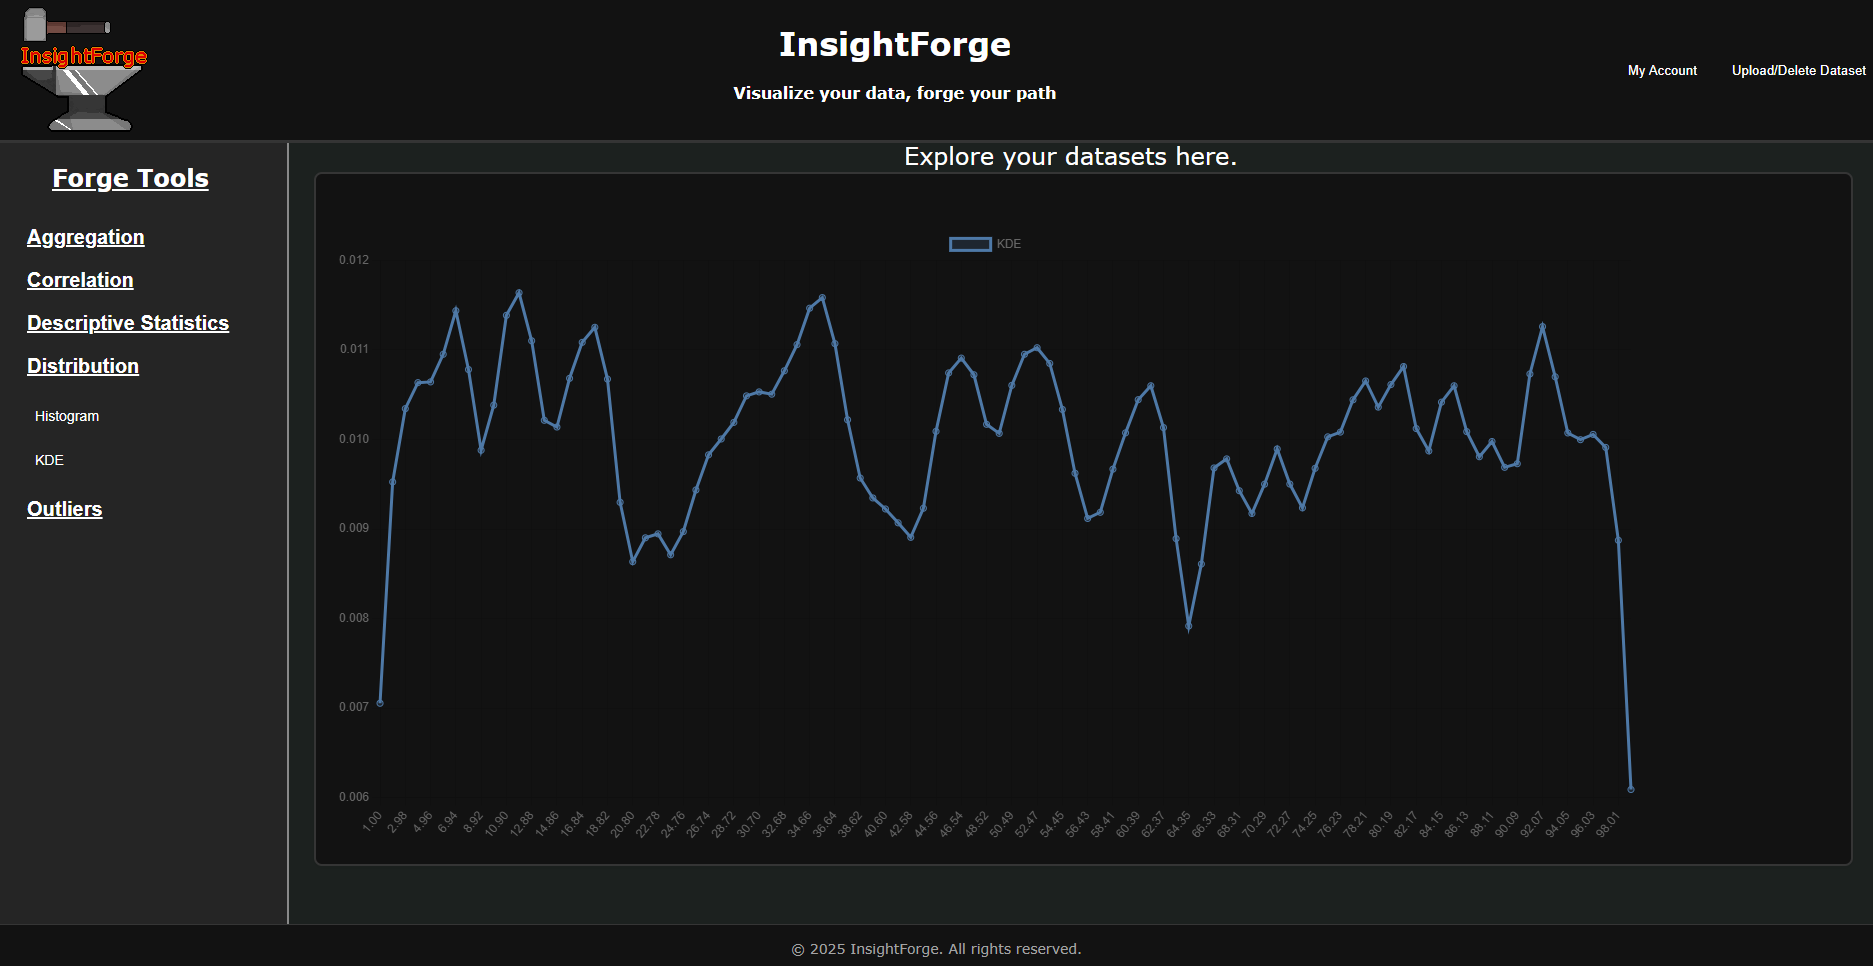 InsightForge
InsightForge
Visualize your data, forge your path
My Account
Upload/Delete Dataset
Forge Tools
Aggregation
Correlation
Descriptive Statistics
Distribution
Histogram
KDE
Outliers
Explore your datasets here.
KDE
0.012
0.011
0.010
0.009
0.008
0.007
0.006
1.00 2.98 4.96 6.94 8.92 10.90 12.88 14.86 16.84 18.82 20.80 22.78 24.76 26.74 28.72 30.70 32.68 34.66 36.64 38.62 40.60 42.58 44.56 46.54 48.52 50.49 52.47 54.45 56.43 58.41 60.39 62.37 64.35 66.33 68.31 70.29 72.27 74.25 76.23 78.21 80.19 82.17 84.15 86.13 88.11 90.09 92.07 94.05 96.03 98.01
© 2025 InsightForge. All rights reserved.